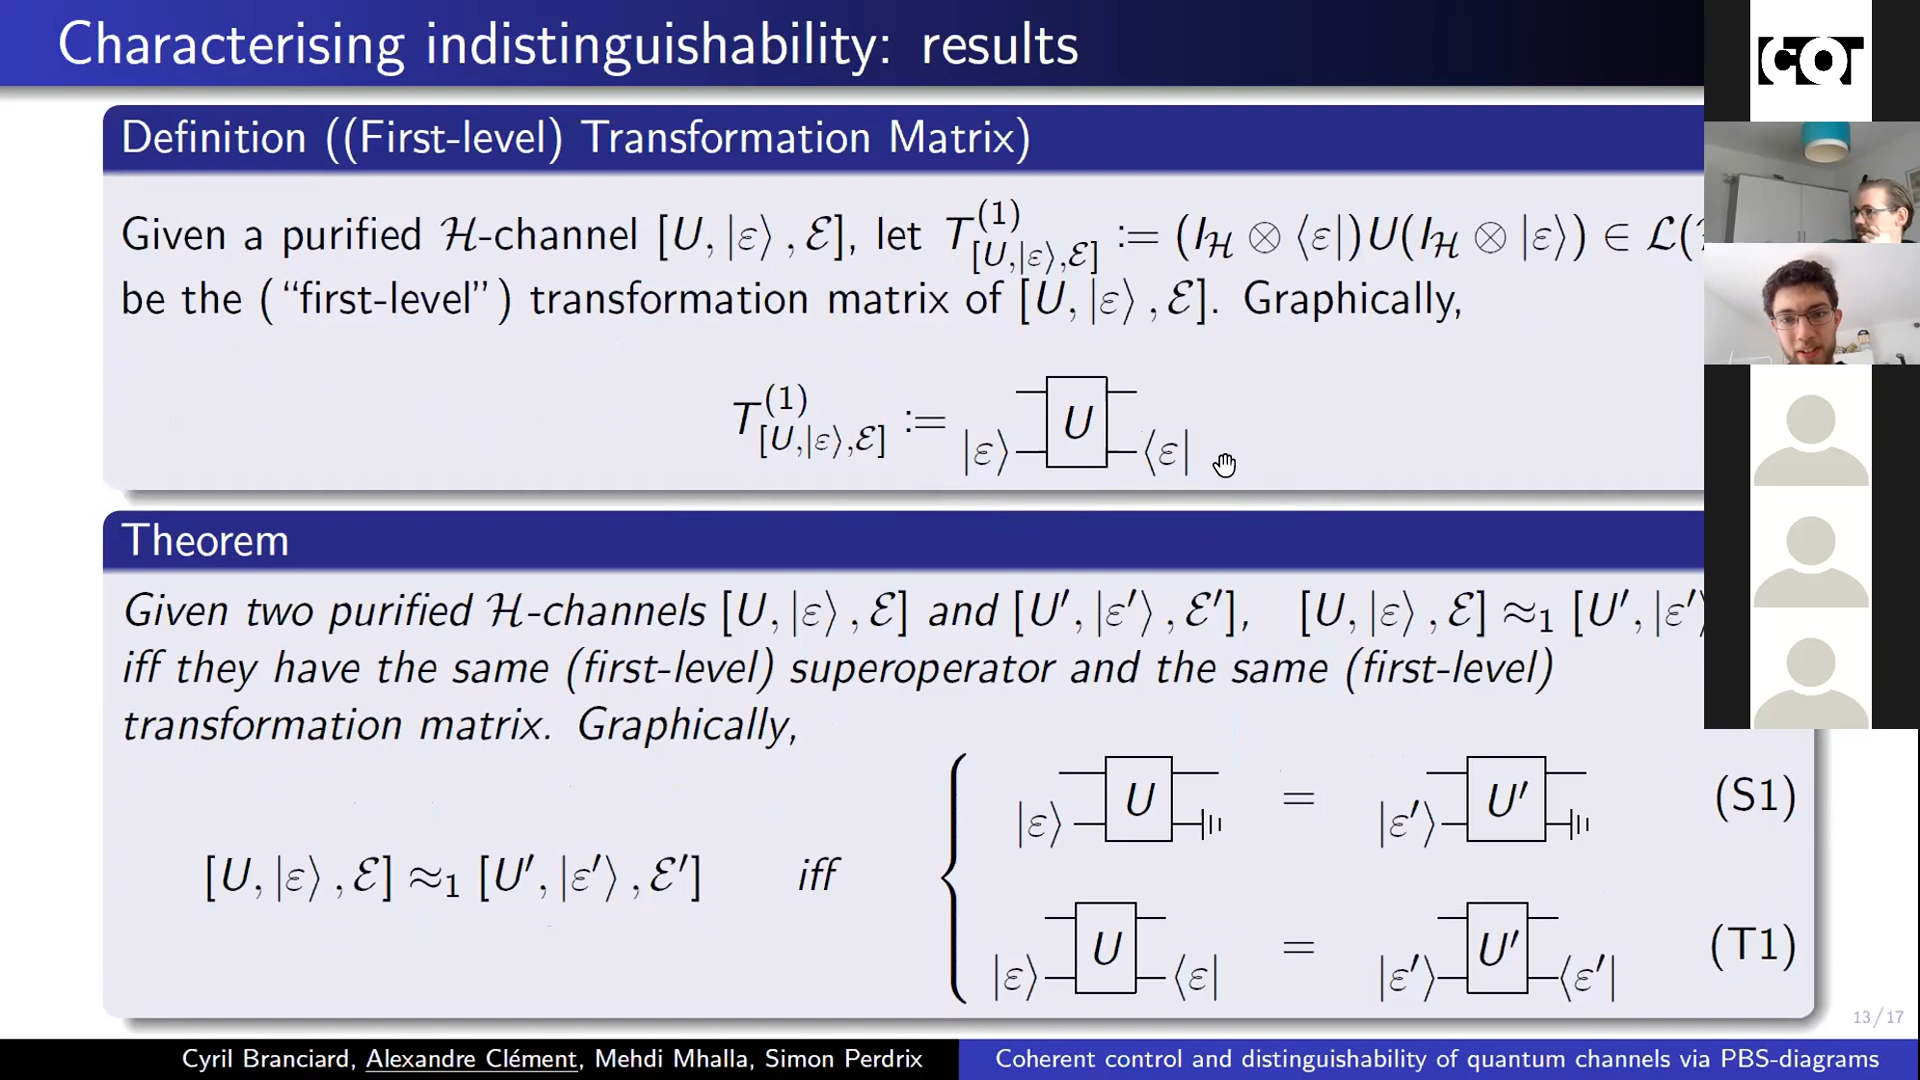 Characterising indistinguishability: results
CQT
Definition ((First-level) Transformation Matrix)
Given a purified ℋ-channel [U, |ε⟩, ℰ], let T^{(1)}_{[U,|ε⟩,ℰ]} := (I_ℋ ⊗ ⟨ε|)U(I_ℋ ⊗ |ε⟩) ∈ ℒ(
be the (“first-level”) transformation matrix of [U, |ε⟩, ℰ]. Graphically,
T^{(1)}_{[U,|ε⟩,ℰ]} := |ε⟩ U ⟨ε|
Theorem
Given two purified ℋ-channels [U, |ε⟩, ℰ] and [U′, |ε′⟩, ℰ′], [U, |ε⟩, ℰ] ≈₁ [U′, |ε′⟩
iff they have the same (first-level) superoperator and the same (first-level)
transformation matrix. Graphically,
|ε⟩ U = |ε′⟩ U′ (S1)
[U, |ε⟩, ℰ] ≈₁ [U′, |ε′⟩, ℰ′] iff
|ε⟩ U ⟨ε| = |ε′⟩ U′ ⟨ε′| (T1)
13/17
Cyril Branciard, Alexandre Clément, Mehdi Mhalla, Simon Perdrix
Coherent control and distinguishability of quantum channels via PBS-diagrams